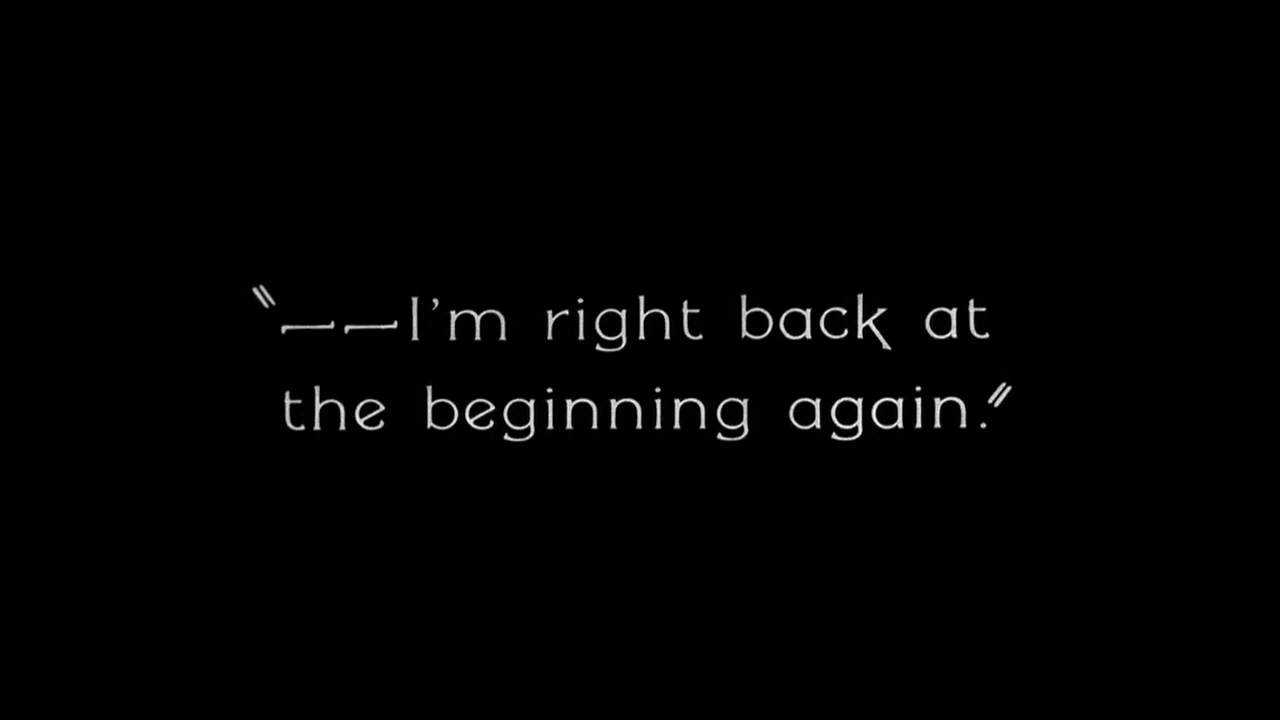 "——I'm right back at
the beginning again."